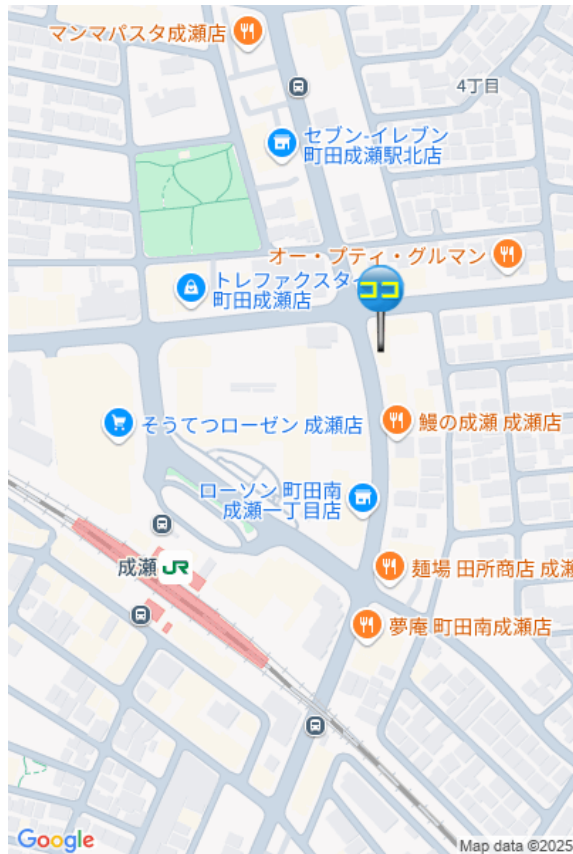 マンマパスタ成瀬店
4丁目
セブン-イレブン
町田成瀬駅北店
オー・プティ・グルマン
トレファクスタイ
町田成瀬店
ココ
そうてつローゼン 成瀬店
鰻の成瀬 成瀬店
ローソン 町田南
成瀬一丁目店
成瀬 JR
麺場 田所商店 成瀬
夢庵 町田南成瀬店
Google
Map data ©2025